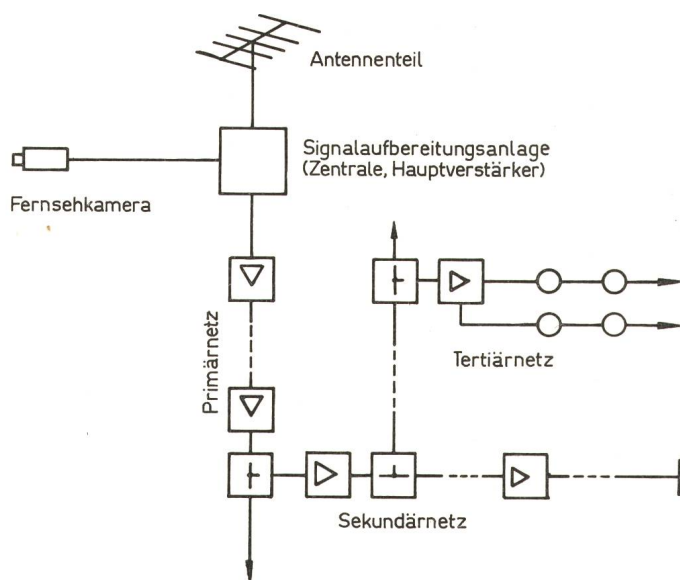 Antennenteil
Signalaufbereitungsanlage
(Zentrale, Hauptverstärker)
Fernsehkamera
Primärnetz
Tertiärnetz
Sekundärnetz